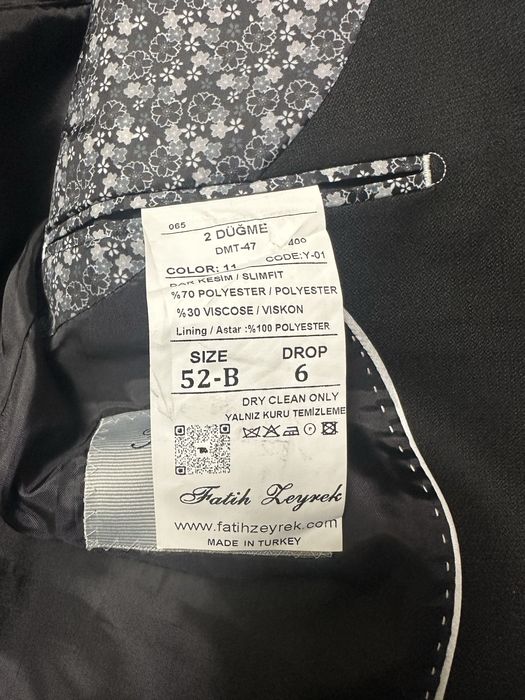 065
2 DÜĞME
DMT-47 400
COLOR: 11 CODE:Y-01
DAR KESİM / SLIMFIT
%70 POLYESTER / POLYESTER
%30 VISCOSE / VISKON
Lining / Astar :%100 POLYESTER
SIZE DROP
52-B 6
DRY CLEAN ONLY
YALNIZ KURU TEMİZLEME
Fatih Zeyrek
www.fatihzeyrek.com
MADE IN TURKEY